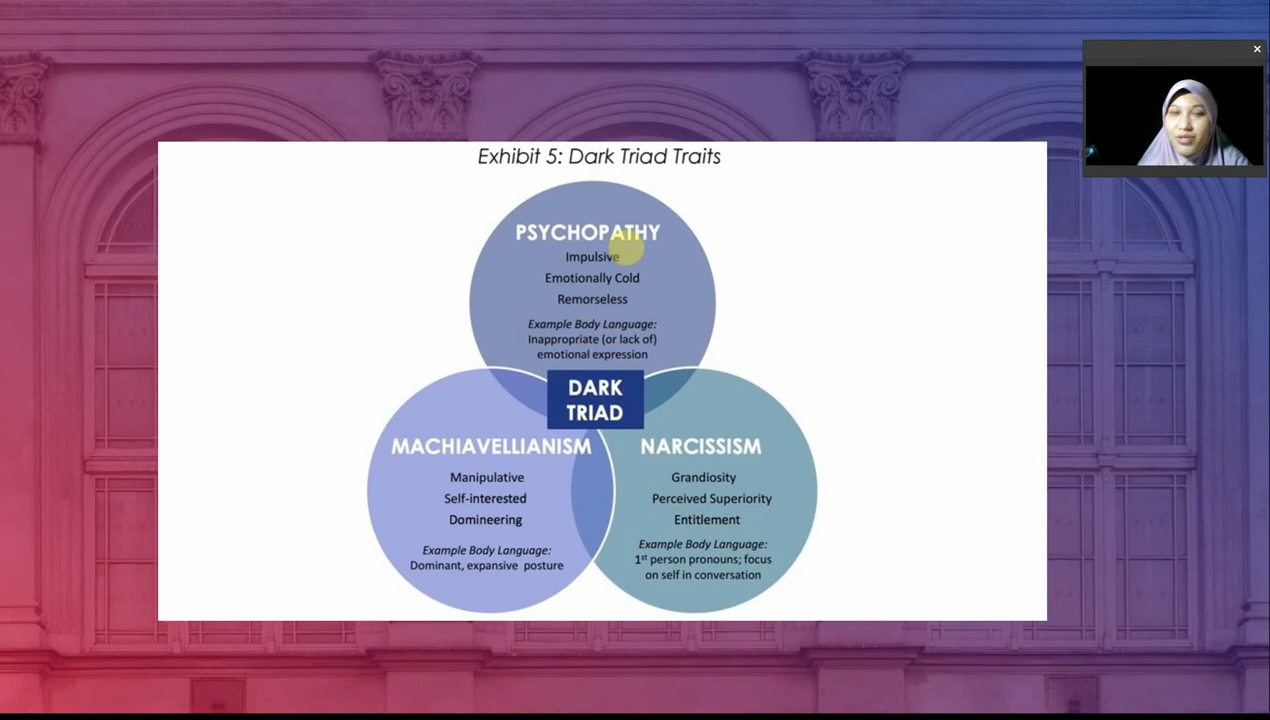 Exhibit 5: Dark Triad Traits
PSYCHOPATHY
Impulsive
Emotionally Cold
Remorseless
Example Body Language:
Inappropriate (or lack of)
emotional expression
DARK
TRIAD
MACHIAVELLIANISM
Manipulative
Self-interested
Domineering
Example Body Language:
Dominant, expansive posture
NARCISSISM
Grandiosity
Perceived Superiority
Entitlement
Example Body Language:
1st person pronouns; focus
on self in conversation